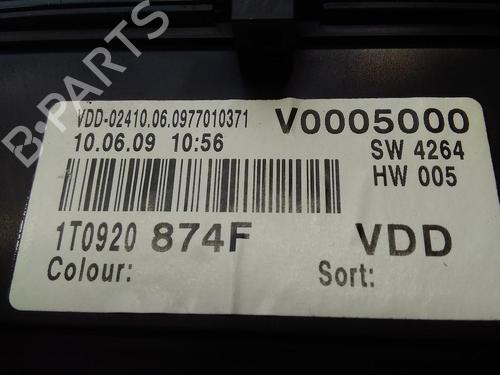 B-PARTS
VDD-02410.06.0977010371 V0005000
10.06.09 10:56 SW 4264
HW 005
1T0920 874F VDD
Colour: Sort: